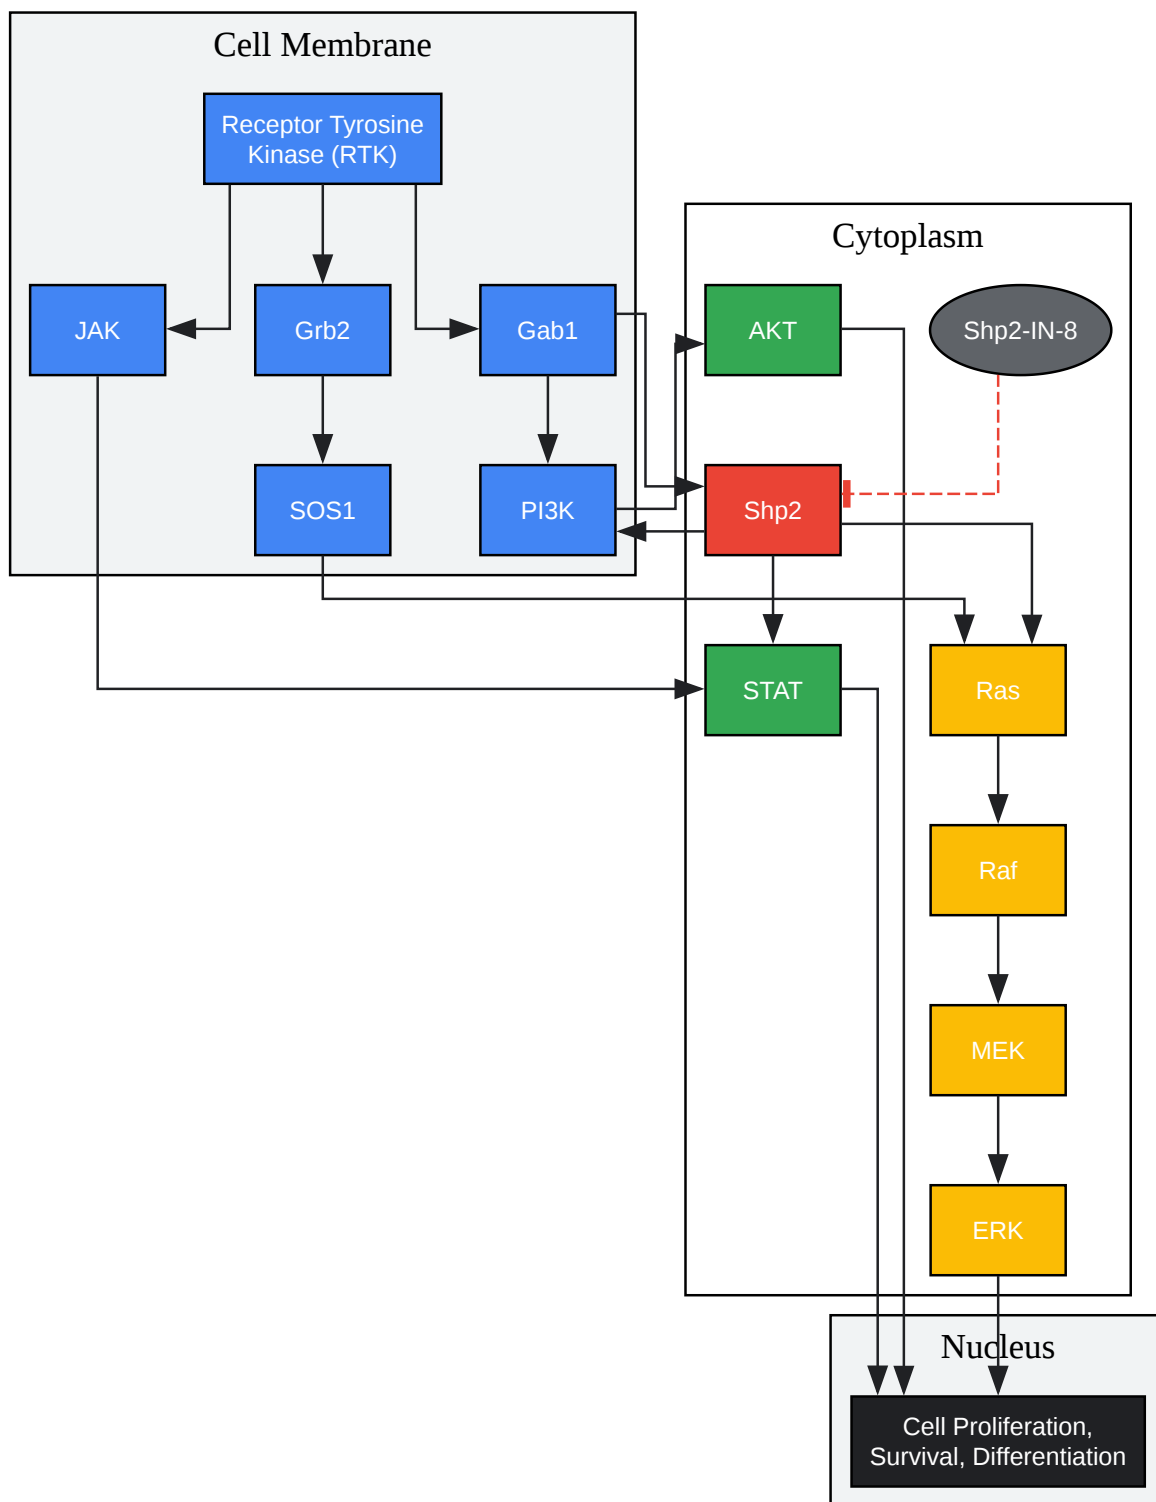 Cell Membrane
Receptor Tyrosine
Kinase (RTK)
JAK
Grb2
Gab1
SOS1
PI3K
Cytoplasm
AKT
Shp2-IN-8
Shp2
STAT
Ras
Raf
MEK
ERK
Nucleus
Cell Proliferation,
Survival, Differentiation